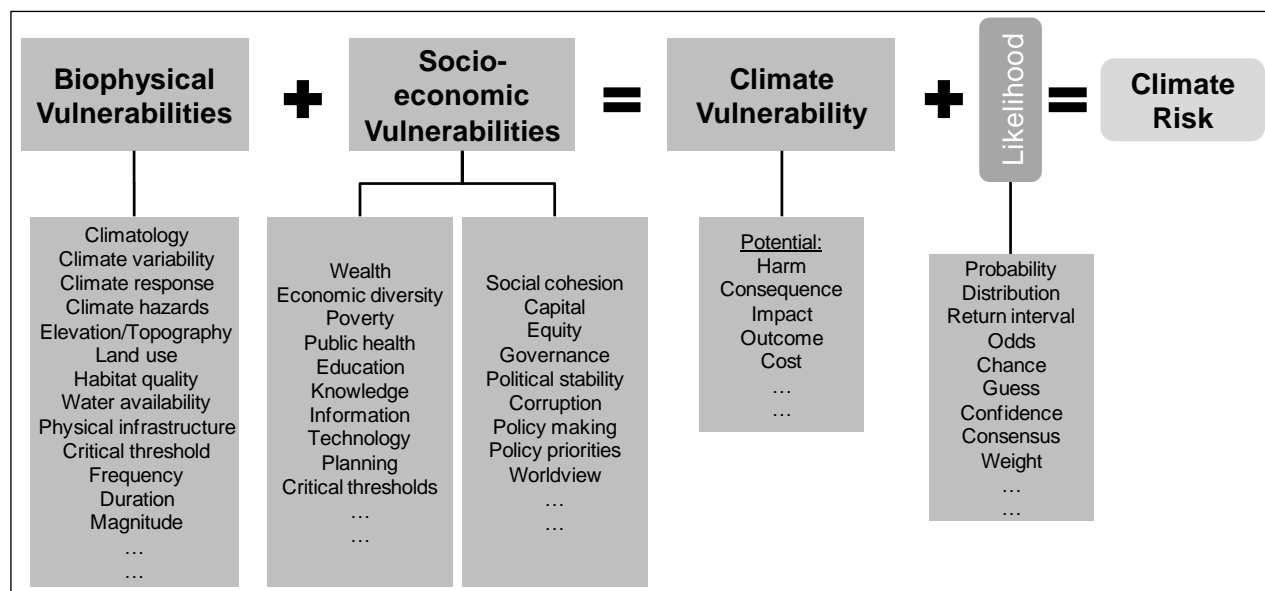 Biophysical
Vulnerabilities
+
Socio-
economic
Vulnerabilities
=
Climate
Vulnerability
+
Likelihood
=
Climate
Risk
Climatology
Climate variability
Climate response
Climate hazards
Elevation/Topography
Land use
Habitat quality
Water availability
Physical infrastructure
Critical threshold
Frequency
Duration
Magnitude
…
…
Wealth
Economic diversity
Poverty
Public health
Education
Knowledge
Information
Technology
Planning
Critical thresholds
…
…
Social cohesion
Capital
Equity
Governance
Political stability
Corruption
Policy making
Policy priorities
Worldview
…
…
Potential:
Harm
Consequence
Impact
Outcome
Cost
…
…
Probability
Distribution
Return interval
Odds
Chance
Guess
Confidence
Consensus
Weight
…
…